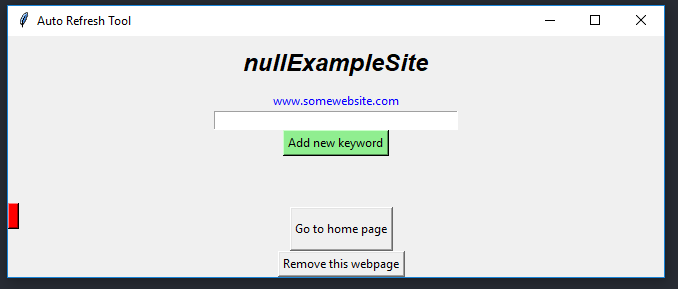 Auto Refresh Tool
nullExampleSite
www.somewebsite.com
Add new keyword
Go to home page
Remove this webpage